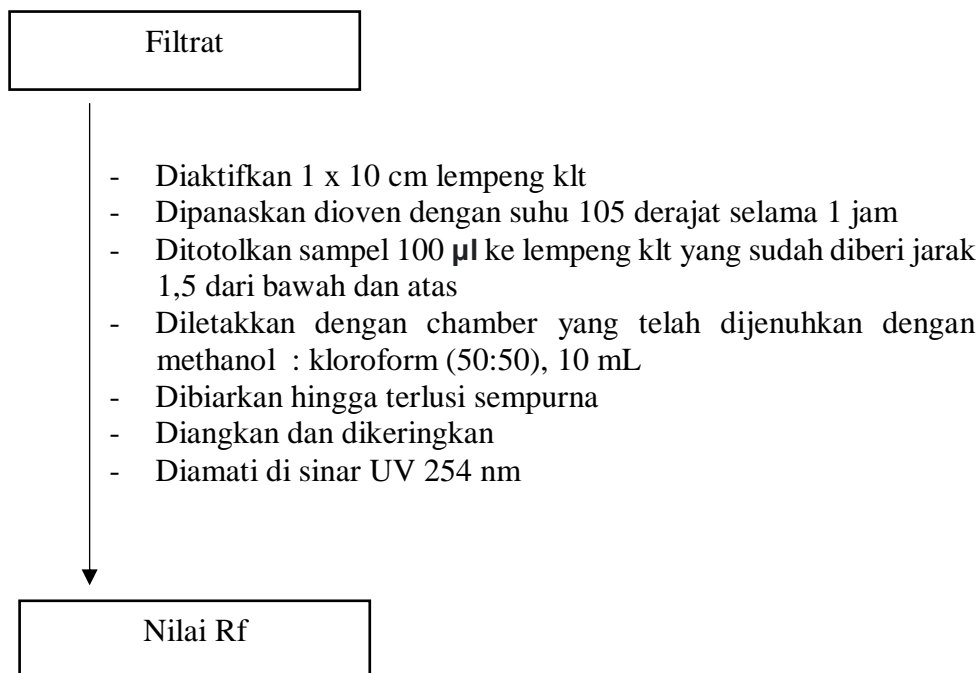 Filtrat
- Diaktifkan 1 x 10 cm lempeng klt
- Dipanaskan dioven dengan suhu 105 derajat selama 1 jam
- Ditotolkan sampel 100 µl ke lempeng klt yang sudah diberi jarak
1,5 dari bawah dan atas
- Diletakkan dengan chamber yang telah dijenuhkan dengan
methanol : kloroform (50:50), 10 mL
- Dibiarkan hingga terlusi sempurna
- Diangkan dan dikeringkan
- Diamati di sinar UV 254 nm
Nilai Rf